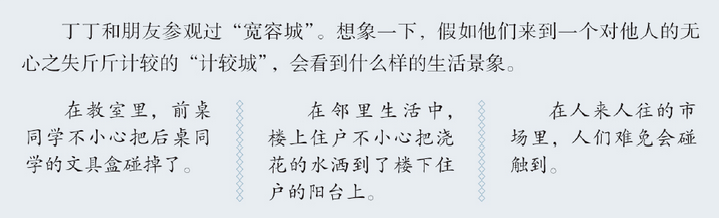 丁丁和朋友参观过“宽容城”。想象一下，假如他们来到一个对他人的无
心之失斤斤计较的“计较城”，会看到什么样的生活景象。
在教室里，前桌
同学不小心把后桌同
学的文具盒碰掉了。
在邻里生活中，
楼上住户不小心把浇
花的水洒到了楼下住
户的阳台上。
在人来人往的市
场里，人们难免会碰
触到。